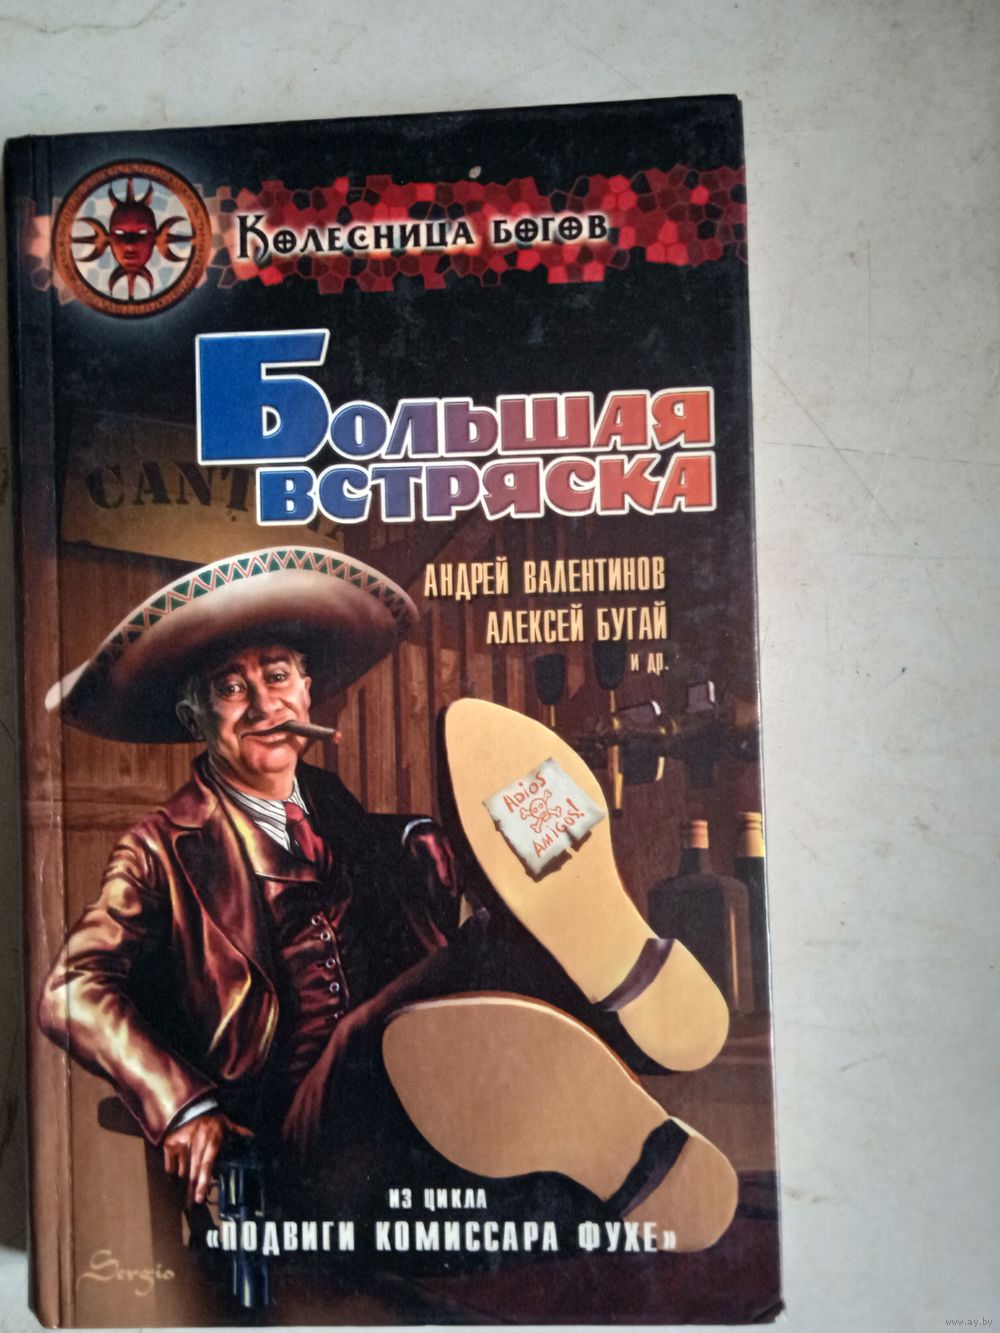 Колесница богов
Большая
встряска
CANT
АНДРЕЙ ВАЛЕНТИНОВ
АЛЕКСЕЙ БУГАЙ
И ДР.
ADIOS
AMIGOS!
ИЗ ЦИКЛА
«ПОДВИГИ КОМИССАРА ФУХЕ»
Sergio
www.ay.by